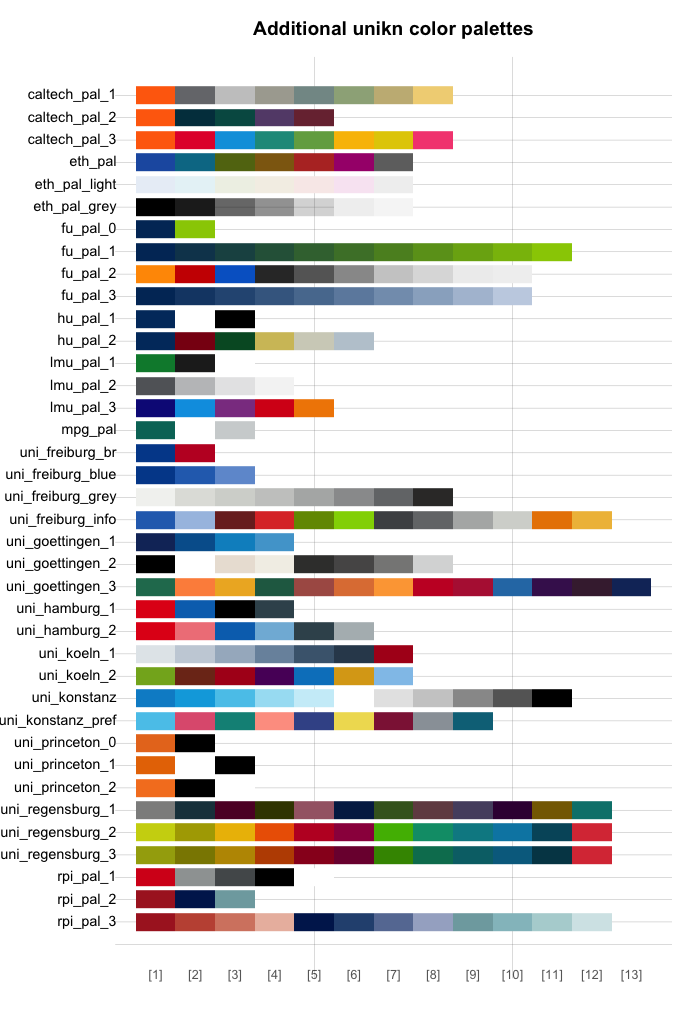 Additional unikn color palettes
caltech_pal_1
caltech_pal_2
caltech_pal_3
eth_pal
eth_pal_light
eth_pal_grey
fu_pal_0
fu_pal_1
fu_pal_2
fu_pal_3
hu_pal_1
hu_pal_2
lmu_pal_1
lmu_pal_2
lmu_pal_3
mpg_pal
uni_freiburg_br
uni_freiburg_blue
uni_freiburg_grey
uni_freiburg_info
uni_goettingen_1
uni_goettingen_2
uni_goettingen_3
uni_hamburg_1
uni_hamburg_2
uni_koeln_1
uni_koeln_2
uni_konstanz
uni_konstanz_pref
uni_princeton_0
uni_princeton_1
uni_princeton_2
uni_regensburg_1
uni_regensburg_2
uni_regensburg_3
rpi_pal_1
rpi_pal_2
rpi_pal_3
[1] [2] [3] [4] [5] [6] [7] [8] [9] [10] [11] [12] [13]